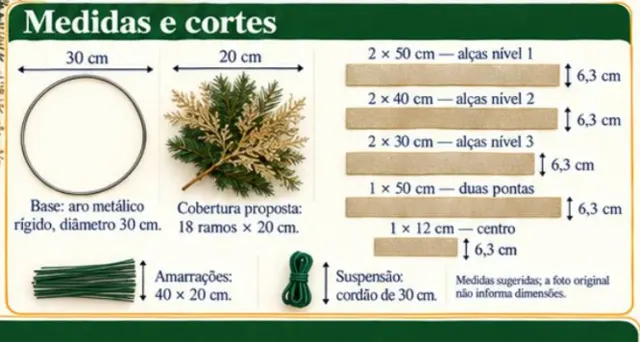 Medidas e cortes
30 cm
20 cm
Base: aro metálico
rígido, diâmetro 30 cm.
Cobertura proposta:
18 ramos × 20 cm.
2 × 50 cm — alças nível 1
6,3 cm
2 × 40 cm — alças nível 2
6,3 cm
2 × 30 cm — alças nível 3
6,3 cm
1 × 50 cm — duas pontas
6,3 cm
1 × 12 cm — centro
6,3 cm
Amarrações:
40 × 20 cm.
Suspensão:
cordão de 30 cm.
Medidas sugeridas; a foto original
não informa dimensões.